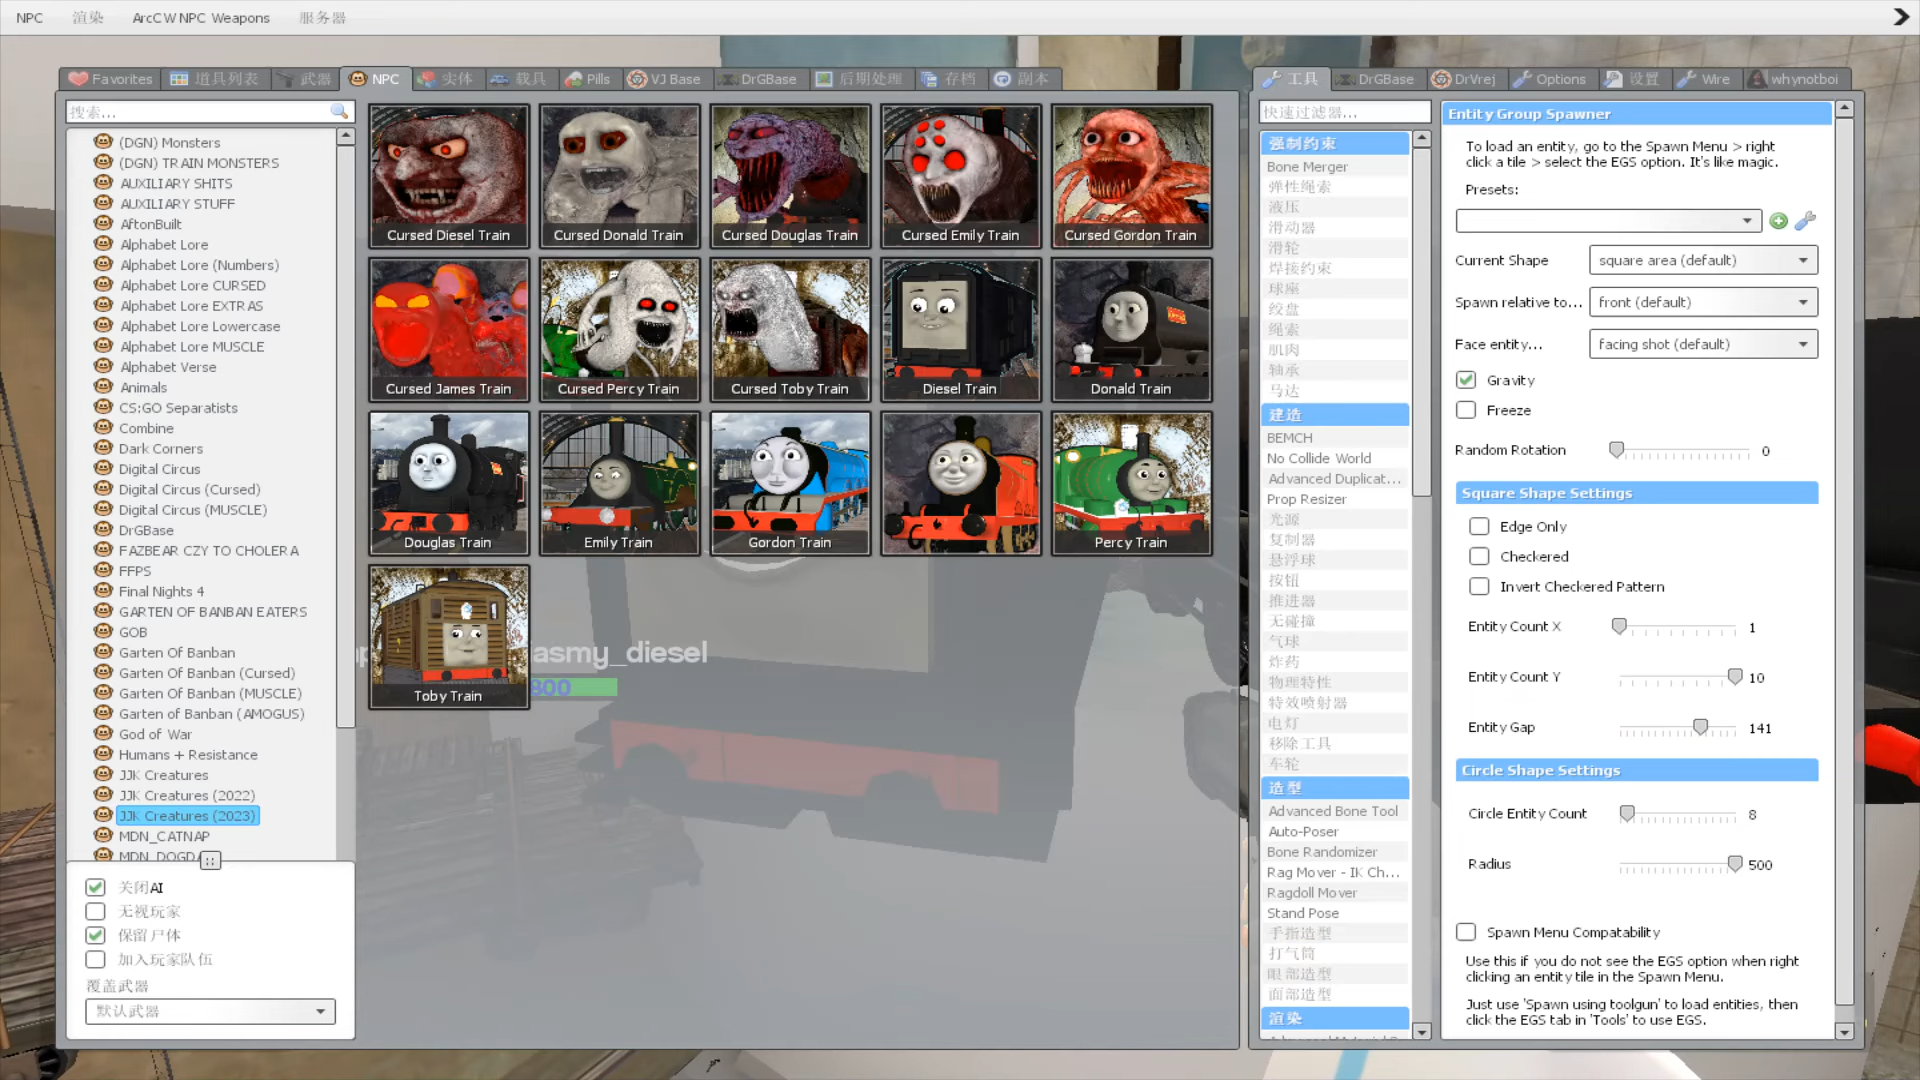 NPC 渲染 ArcCW NPC Weapons 服务器
Favorites 道具列表 武器 NPC 实体 载具 Pills VJ Base DrGBase 后期处理 存档 副本
搜索...
(DGN) Monsters
(DGN) TRAIN MONSTERS
AUXILIARY SHITS
AUXILIARY STUFF
AftonBuilt
Alphabet Lore
Alphabet Lore (Numbers)
Alphabet Lore CURSED
Alphabet Lore EXTRAS
Alphabet Lore Lowercase
Alphabet Lore MUSCLE
Alphabet Verse
Animals
CS:GO Separatists
Combine
Dark Corners
Digital Circus
Digital Circus (Cursed)
Digital Circus (MUSCLE)
DrGBase
FAZBEAR CZY TO CHOLERA
FFPS
Final Nights 4
GARTEN OF BANBAN EATERS
GOB
Garten Of Banban
Garten Of Banban (Cursed)
Garten Of Banban (MUSCLE)
Garten of Banban (AMOGUS)
God of War
Humans + Resistance
JJK Creatures
JJK Creatures (2022)
JJK Creatures (2023)
MDN_CATNAP
关闭AI
无视玩家
保留尸体
加入玩家队伍
覆盖武器
默认武器
Cursed Diesel Train
Cursed Donald Train
Cursed Douglas Train
Cursed Emily Train
Cursed Gordon Train
Cursed James Train
Cursed Percy Train
Cursed Toby Train
Diesel Train
Donald Train
Douglas Train
Emily Train
Gordon Train
Percy Train
Toby Train
asmy_diesel
300
工具 DrGBase DrVrej Options 设置 Wire whynotboi
快速过滤器...
强制约束
Bone Merger
弹性绳索
液压
滑动器
滑轮
焊接约束
球座
绞盘
绳索
肌肉
轴承
马达
建造
BEMCH
No Collide World
Advanced Duplicat...
Prop Resizer
光源
复制器
悬浮球
按钮
推进器
无碰撞
气球
炸药
物理特性
特效喷射器
电灯
移除工具
车轮
造型
Advanced Bone Tool
Auto-Poser
Bone Randomizer
Rag Mover - IK Ch...
Ragdoll Mover
Stand Pose
手指造型
打气筒
眼部造型
面部造型
渲染
Entity Group Spawner
To load an entity, go to the Spawn Menu > right
click a tile > select the EGS option. It's like magic.
Presets:
Current Shape square area (default)
Spawn relative to... front (default)
Face entity... facing shot (default)
Gravity
Freeze
Random Rotation 0
Square Shape Settings
Edge Only
Checkered
Invert Checkered Pattern
Entity Count X 1
Entity Count Y 10
Entity Gap 141
Circle Shape Settings
Circle Entity Count 8
Radius 500
Spawn Menu Compatability
Use this if you do not see the EGS option when right
clicking an entity tile in the Spawn Menu.
Just use 'Spawn using toolgun' to load entities, then
click the EGS tab in 'Tools' to use EGS.